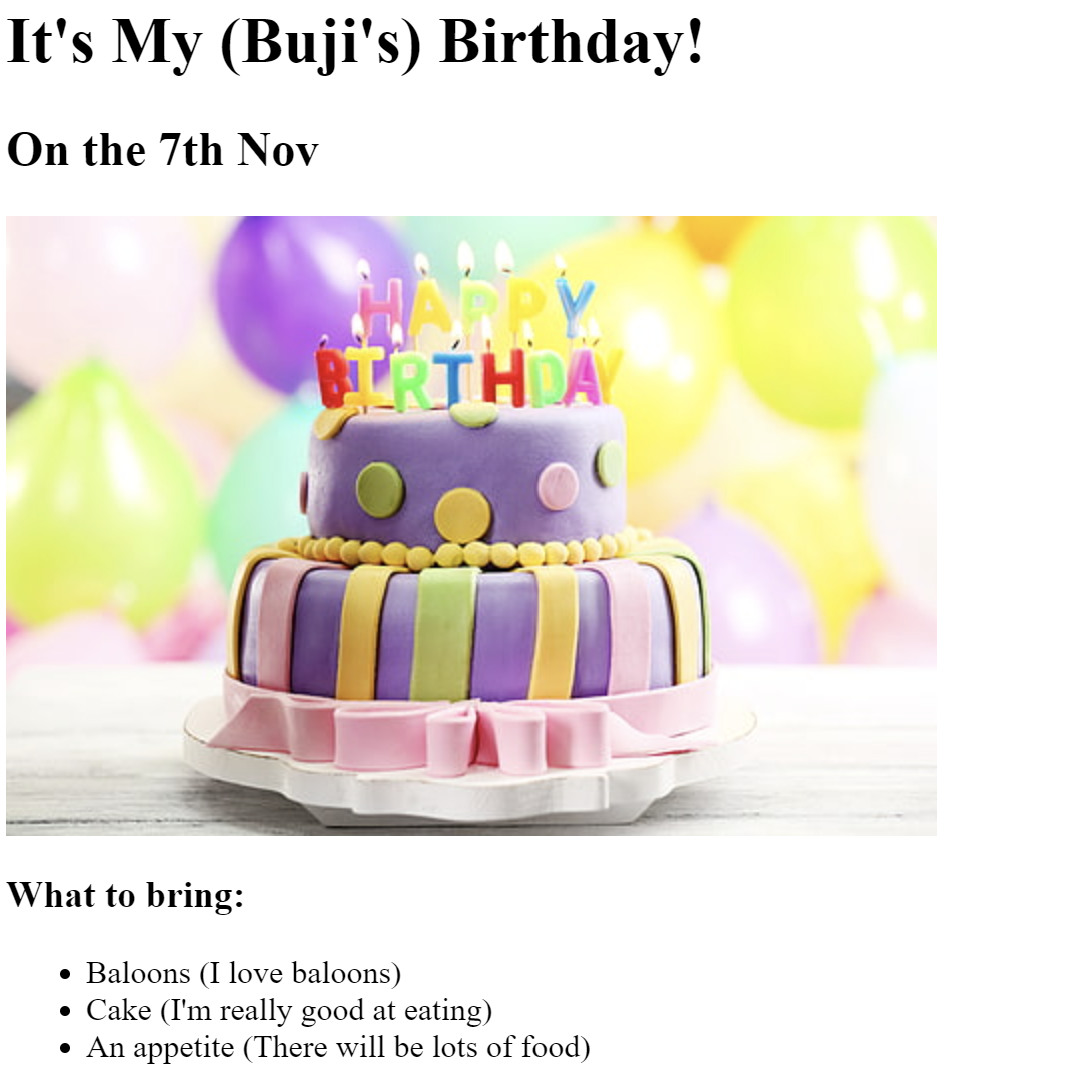 It's My (Buji's) Birthday!
On the 7th Nov
HAPPY
BIRTHDAY
What to bring:
Baloons (I love baloons)
Cake (I'm really good at eating)
An appetite (There will be lots of food)